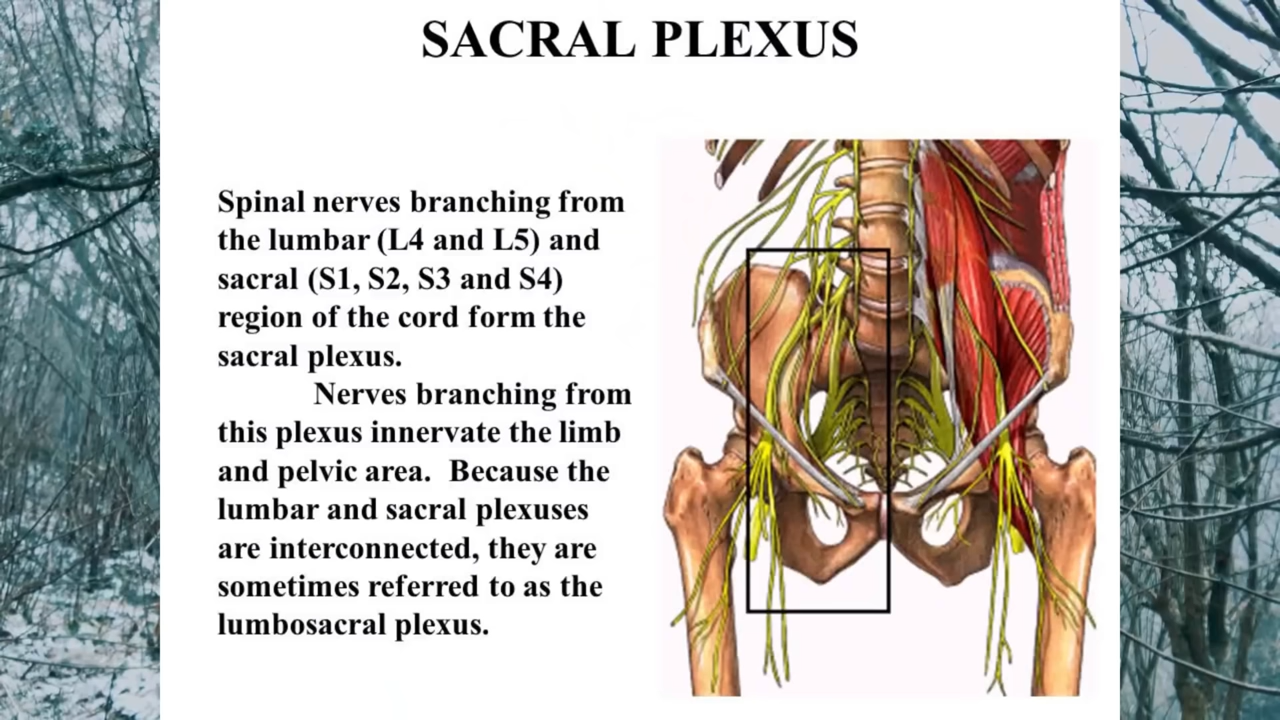 SACRAL PLEXUS
Spinal nerves branching from
the lumbar (L4 and L5) and
sacral (S1, S2, S3 and S4)
region of the cord form the
sacral plexus.
Nerves branching from
this plexus innervate the limb
and pelvic area.  Because the
lumbar and sacral plexuses
are interconnected, they are
sometimes referred to as the
lumbosacral plexus.